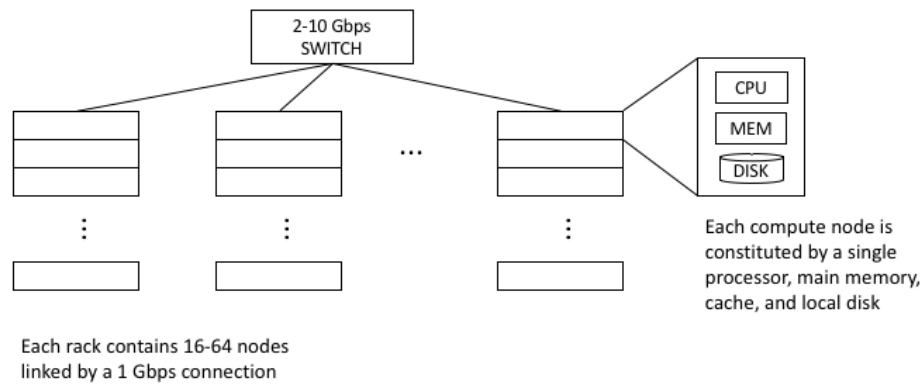 2-10 Gbps
SWITCH
CPU
MEM
DISK
...
Each compute node is
constituted by a single
processor, main memory,
cache, and local disk
Each rack contains 16-64 nodes
linked by a 1 Gbps connection